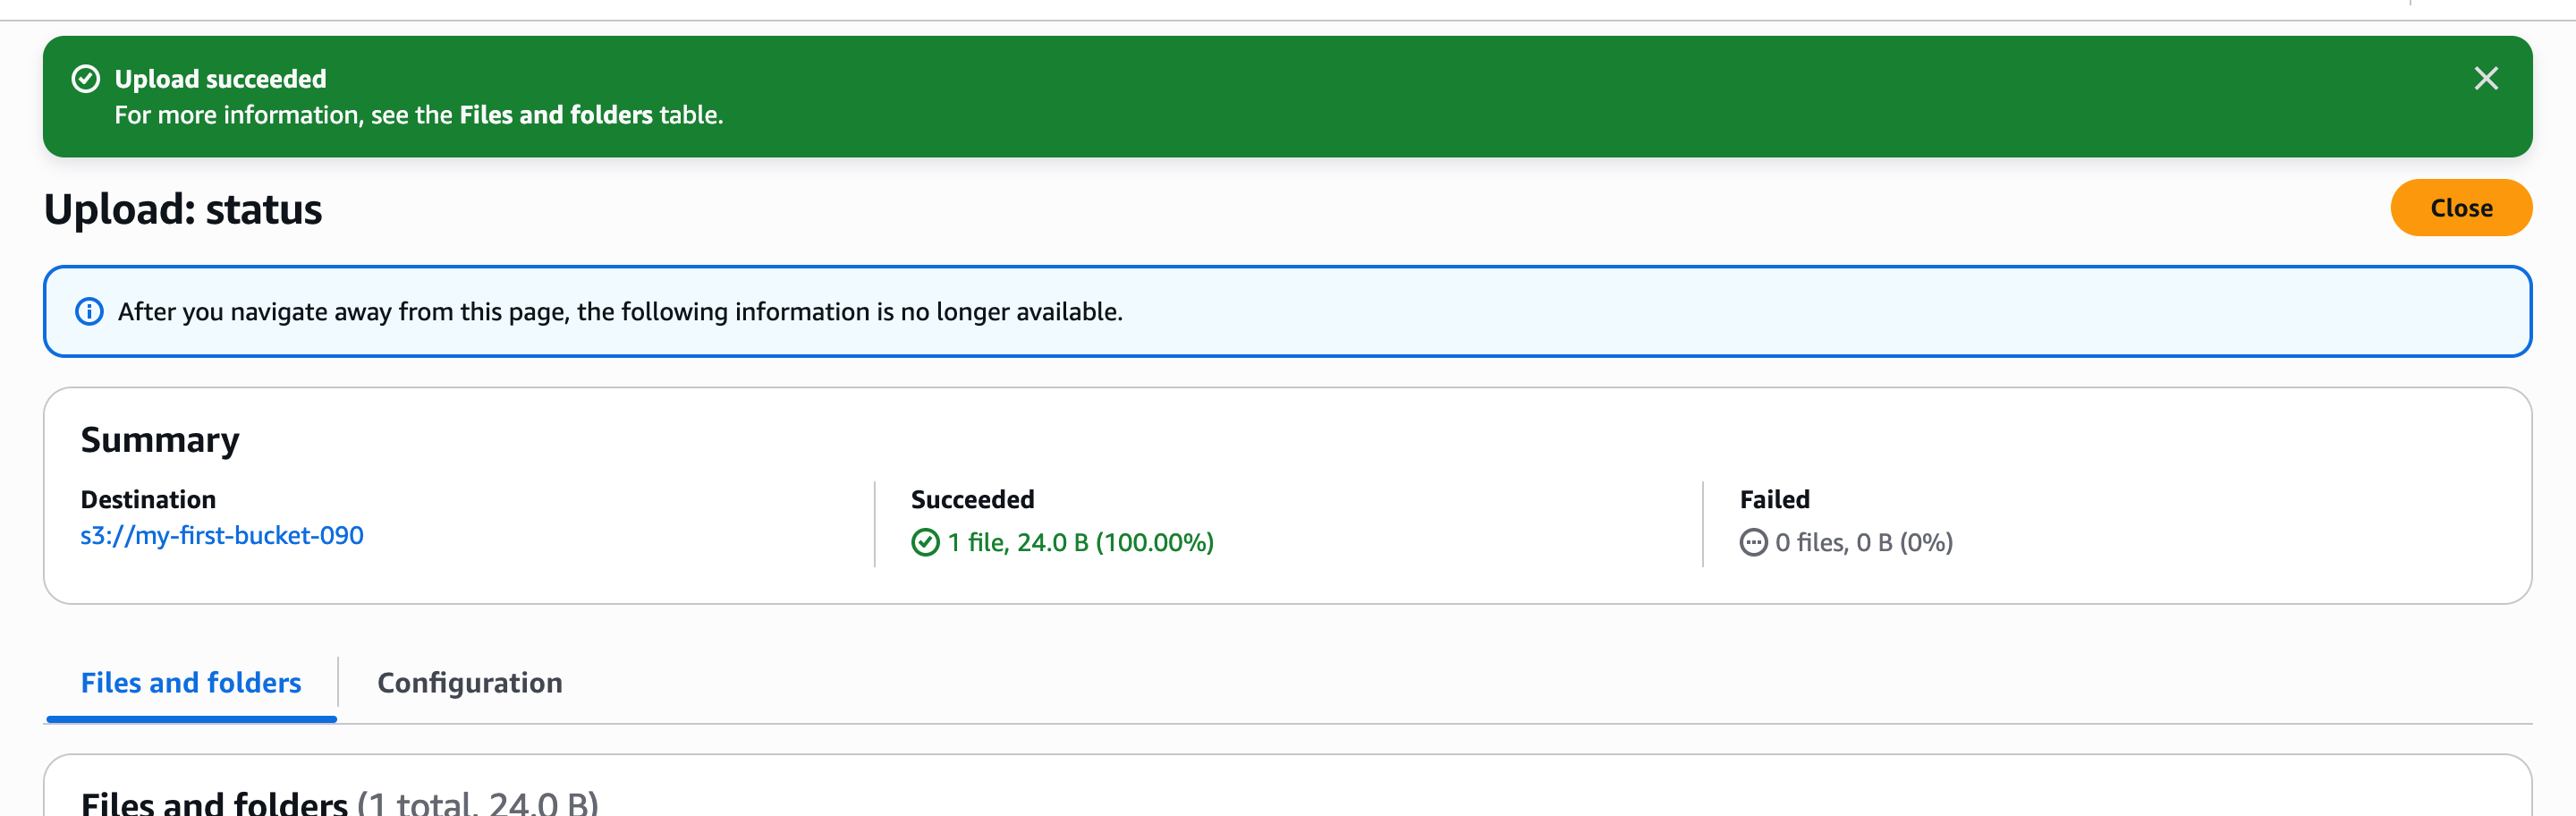 Upload succeeded
For more information, see the Files and folders table.
Upload: status
Close
After you navigate away from this page, the following information is no longer available.
Summary
Destination
s3://my-first-bucket-090
Succeeded
1 file, 24.0 B (100.00%)
Failed
0 files, 0 B (0%)
Files and folders
Configuration
Files and folders (1 total, 24.0 B)